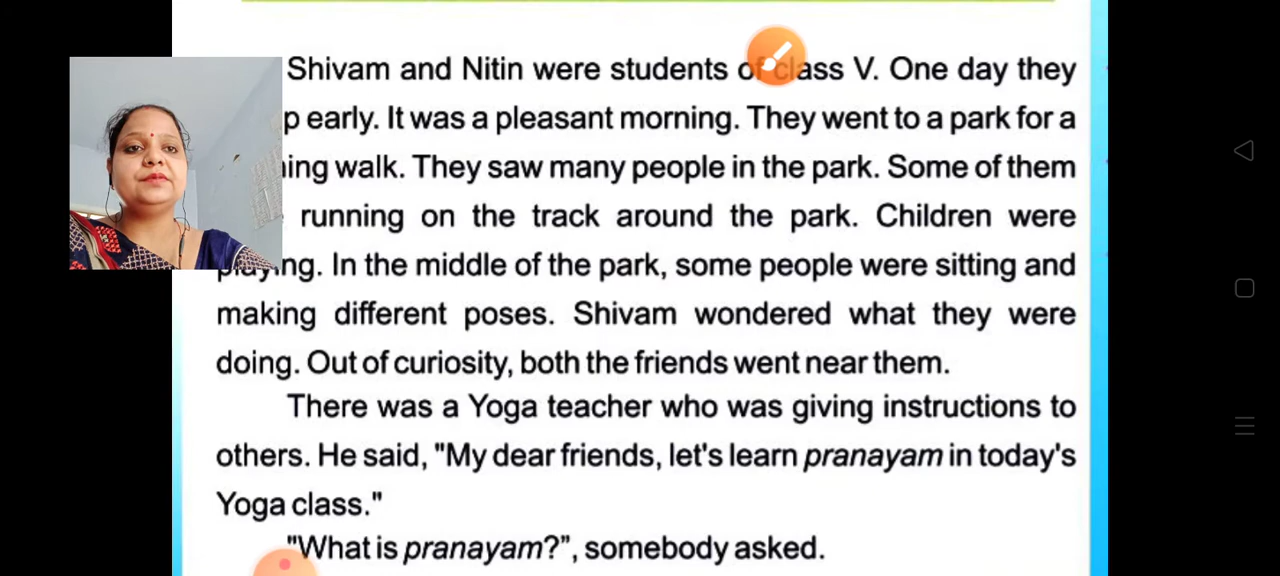 Shivam and Nitin were students of class V. One day they
early. It was a pleasant morning. They went to a park for a
walk. They saw many people in the park. Some of them
running on the track around the park. Children were
playing. In the middle of the park, some people were sitting and
making different poses. Shivam wondered what they were
doing. Out of curiosity, both the friends went near them.
There was a Yoga teacher who was giving instructions to
others. He said, "My dear friends, let's learn pranayam in today's
Yoga class."
"What is pranayam?”, somebody asked.